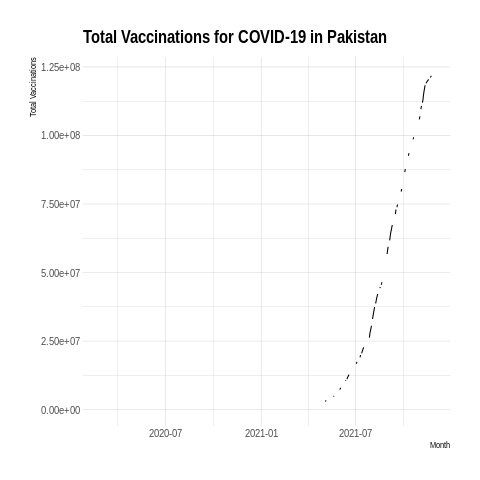 Total Vaccinations for COVID-19 in Pakistan
Total Vaccinations
1.25e+08
1.00e+08
7.50e+07
5.00e+07
2.50e+07
0.00e+00
2020-07
2021-01
2021-07
Month